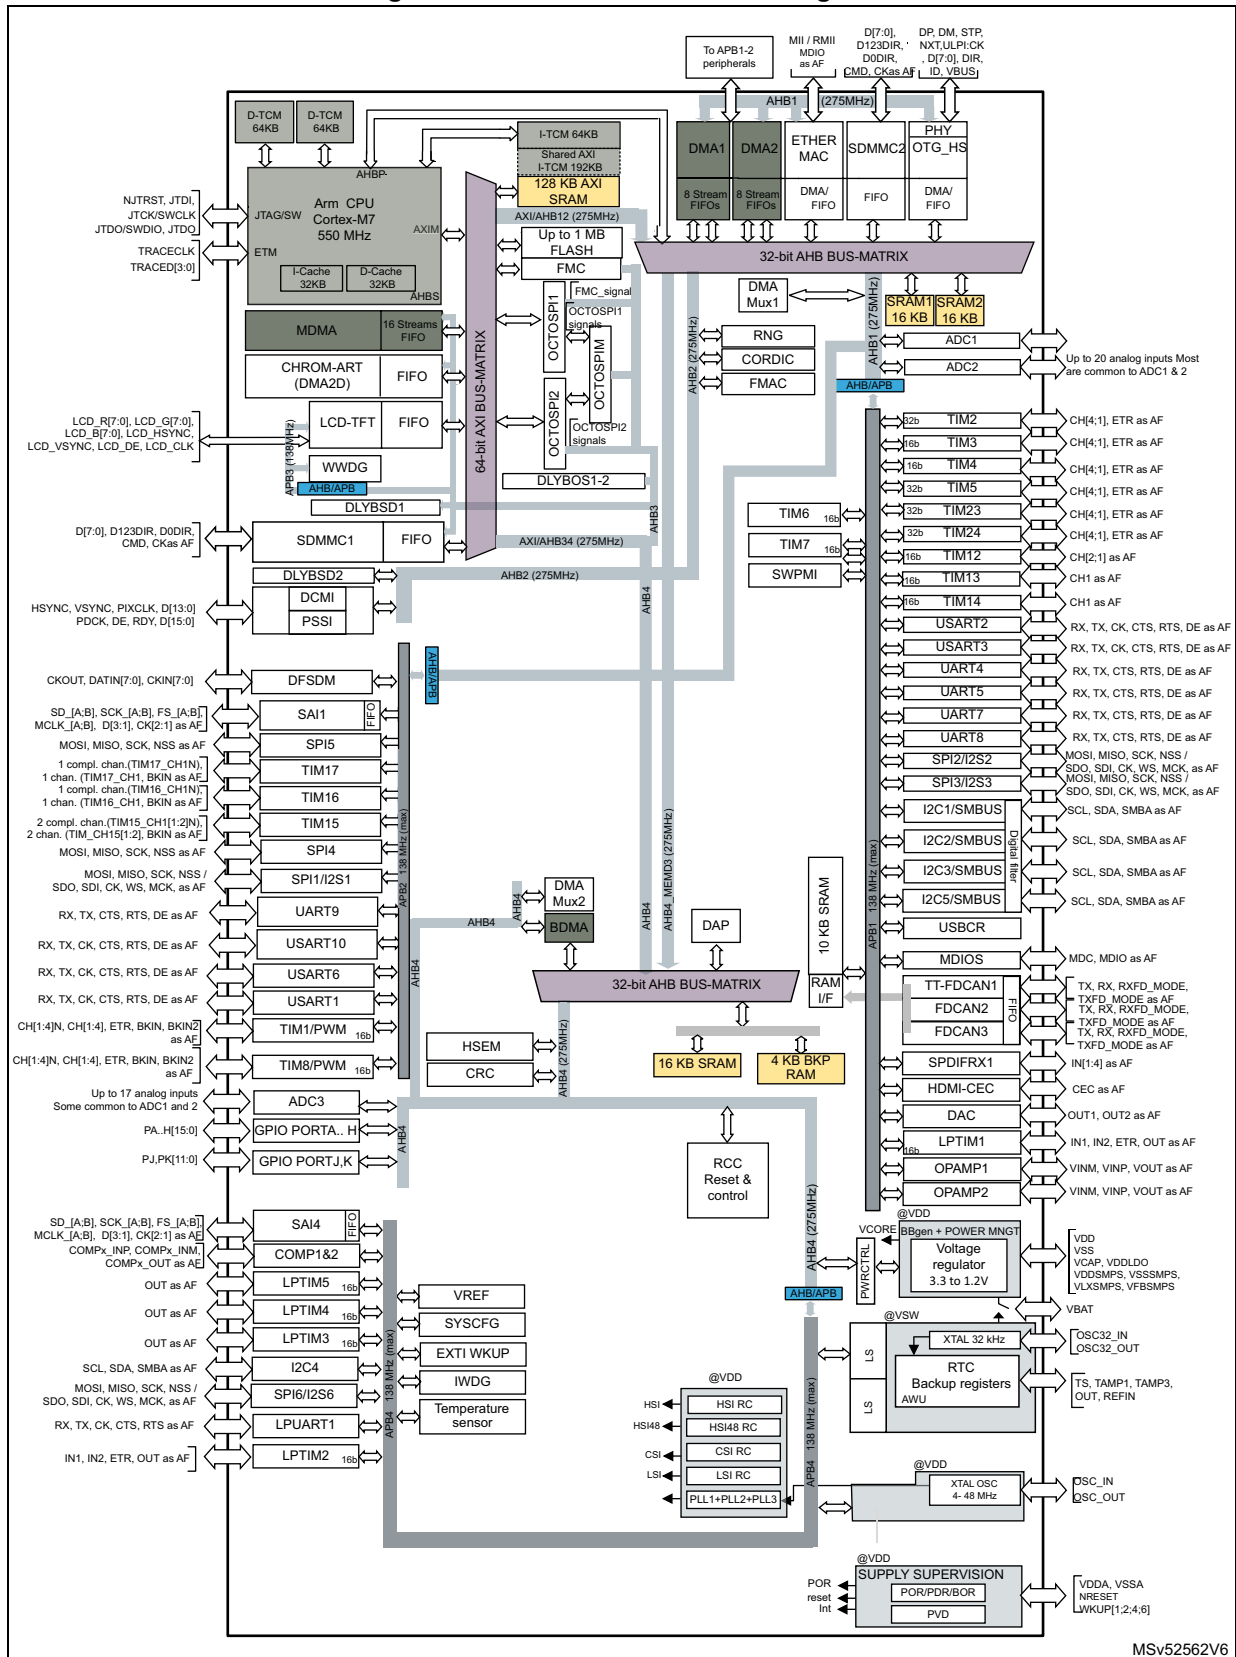 To APB1-2
peripherals
MII / RMII
MDIO
as AF
D[7:0],
D123DIR,
D0DIR,
CMD, CKas AF
DP, DM, STP,
NXT,ULPI:CK
, D[7:0], DIR,
ID, VBUS
AHB1 (275MHz)
D-TCM
64KB
D-TCM
64KB
I-TCM 64KB
Shared AXI
I-TCM 192KB
128 KB AXI
SRAM
DMA1
DMA2
ETHER
MAC
SDMMC2
PHY
OTG_HS
8 Stream
FIFOs
8 Stream
FIFOs
DMA/
FIFO
FIFO
DMA/
FIFO
AHBP
Arm CPU
Cortex-M7
550 MHz
JTAG/SW
ETM
AXIM
I-Cache
32KB
D-Cache
32KB
AHBS
NJTRST, JTDI,
JTCK/SWCLK
JTDO/SWDIO, JTDO
TRACECLK
TRACED[3:0]
AXI/AHB12 (275MHz)
Up to 1 MB
FLASH
FMC
FMC_signal
32-bit AHB BUS-MATRIX
DMA
Mux1
SRAM1
16 KB
SRAM2
16 KB
AHB1 (275MHz)
ADC1
ADC2
Up to 20 analog inputs Most
are common to ADC1 & 2
AHB/APB
MDMA
16 Streams
FIFO
CHROM-ART
(DMA2D)
FIFO
LCD-TFT
FIFO
LCD_R[7:0], LCD_G[7:0],
LCD_B[7:0], LCD_HSYNC,
LCD_VSYNC, LCD_DE, LCD_CLK
APB3 (138MHz)
WWDG
AHB/APB
DLYBSD1
SDMMC1
FIFO
D[7:0], D123DIR, D0DIR,
CMD, CKas AF
64-bit AXI BUS-MATRIX
OCTOSPI1
OCTOSPI1
signals
OCTOSPIM
OCTOSPI2
OCTOSPI2
signals
DLYBOS1-2
AHB3
AXI/AHB34 (275MHz)
AHB2 (275MHz)
RNG
CORDIC
FMAC
AHB2 (275MHz)
DLYBSD2
DCMI
PSSI
HSYNC, VSYNC, PIXCLK, D[13:0]
PDCK, DE, RDY, D[15:0]
AHB4
TIM6
16b
TIM7
16b
SWPMI
32b
TIM2
CH[4;1], ETR as AF
16b
TIM3
CH[4;1], ETR as AF
16b
TIM4
CH[4;1], ETR as AF
32b
TIM5
CH[4;1], ETR as AF
32b
TIM23
CH[4;1], ETR as AF
32b
TIM24
CH[4;1], ETR as AF
16b
TIM12
CH[2;1] as AF
16b
TIM13
CH1 as AF
16b
TIM14
CH1 as AF
USART2
RX, TX, CK, CTS, RTS, DE as AF
USART3
RX, TX, CK, CTS, RTS, DE as AF
UART4
RX, TX, CTS, RTS, DE as AF
UART5
RX, TX, CTS, RTS, DE as AF
UART7
RX, TX, CTS, RTS, DE as AF
UART8
RX, TX, CTS, RTS, DE as AF
SPI2/I2S2
MOSI, MISO, SCK, NSS /
SDO, SDI, CK, WS, MCK, as AF
SPI3/I2S3
MOSI, MISO, SCK, NSS /
SDO, SDI, CK, WS, MCK, as AF
I2C1/SMBUS
SCL, SDA, SMBA as AF
I2C2/SMBUS
SCL, SDA, SMBA as AF
I2C3/SMBUS
SCL, SDA, SMBA as AF
I2C5/SMBUS
SCL, SDA, SMBA as AF
Digital filter
USBCR
MDIOS
MDC, MDIO as AF
TT-FDCAN1
TX, RX, RXFD_MODE,
TXFD_MODE as AF
FDCAN2
TX, RX, RXFD_MODE,
TXFD_MODE as AF
FDCAN3
TX, RX, RXFD_MODE,
TXFD_MODE as AF
FIFO
SPDIFRX1
IN[1:4] as AF
HDMI-CEC
CEC as AF
DAC
OUT1, OUT2 as AF
LPTIM1
16b
IN1, IN2, ETR, OUT as AF
OPAMP1
VINM, VINP, VOUT as AF
OPAMP2
VINM, VINP, VOUT as AF
APB1 138 MHz (max)
10 KB SRAM
RAM
I/F
AHB/APB
DFSDM
CKOUT, DATIN[7:0], CKIN[7:0]
SAI1
FIFO
SD_[A;B], SCK_[A;B], FS_[A;B],
MCLK_[A;B], D[3:1], CK[2:1] as AF
SPI5
MOSI, MISO, SCK, NSS as AF
TIM17
1 compl. chan.(TIM17_CH1N),
1 chan. (TIM17_CH1, BKIN as AF
TIM16
1 compl. chan.(TIM16_CH1N),
1 chan. (TIM16_CH1, BKIN as AF
TIM15
2 compl. chan.(TIM15_CH1[1:2]N),
2 chan. (TIM_CH15[1:2], BKIN as AF
SPI4
MOSI, MISO, SCK, NSS as AF
SPI1/I2S1
MOSI, MISO, SCK, NSS /
SDO, SDI, CK, WS, MCK, as AF
UART9
RX, TX, CTS, RTS, DE as AF
USART10
RX, TX, CK, CTS, RTS, DE as AF
USART6
RX, TX, CK, CTS, RTS, DE as AF
USART1
RX, TX, CK, CTS, RTS, DE as AF
TIM1/PWM
16b
CH[1:4]N, CH[1:4], ETR, BKIN, BKIN2
as AF
TIM8/PWM
16b
CH[1:4]N, CH[1:4], ETR, BKIN, BKIN2
as AF
APB2 138 MHz (max)
ADC3
Up to 17 analog inputs
Some common to ADC1 and 2
GPIO PORTA.. H
PA..H[15:0]
GPIO PORTJ,K
PJ,PK[11:0]
AHB4
AHB4
AHB4
AHB4
DMA
Mux2
BDMA
AHB4
AHB4_MEMD3 (275MHz)
DAP
32-bit AHB BUS-MATRIX
HSEM
CRC
AHB4 (275MHz)
16 KB SRAM
4 KB BKP
RAM
RCC
Reset &
control
AHB4 (275MHz)
AHB/APB
SAI4
FIFO
SD_[A;B], SCK_[A;B], FS_[A;B],
MCLK_[A;B], D[3:1], CK[2:1] as AF
COMP1&2
COMPx_INP, COMPx_INM,
COMPx_OUT as AF
LPTIM5
16b
OUT as AF
LPTIM4
16b
OUT as AF
LPTIM3
16b
OUT as AF
I2C4
SCL, SDA, SMBA as AF
SPI6/I2S6
MOSI, MISO, SCK, NSS /
SDO, SDI, CK, WS, MCK, as AF
LPUART1
RX, TX, CK, CTS, RTS as AF
LPTIM2
16b
IN1, IN2, ETR, OUT as AF
APB4 138 MHz (max)
VREF
SYSCFG
EXTI WKUP
IWDG
Temperature
sensor
@VDD
HSI
HSI RC
HSI48
HSI48 RC
CSI
CSI RC
LSI
LSI RC
PLL1+PLL2+PLL3
APB4 138 MHz (max)
@VDD
VCORE
BBgen + POWER MNGT
PWRCTRL
Voltage
regulator
3.3 to 1.2V
VDD
VSS
VCAP, VDDLDO
VDDSMPS, VSSSMPS,
VLXSMPS, VFBSMPS
VBAT
@VSW
LS
LS
XTAL 32 kHz
RTC
Backup registers
AWU
OSC32_IN
OSC32_OUT
TS, TAMP1, TAMP3,
OUT, REFIN
@VDD
XTAL OSC
4- 48 MHz
OSC_IN
OSC_OUT
@VDD
SUPPLY SUPERVISION
POR/PDR/BOR
PVD
POR
reset
Int
VDDA, VSSA
NRESET
WKUP[1;2;4;6]
MSv52562V6